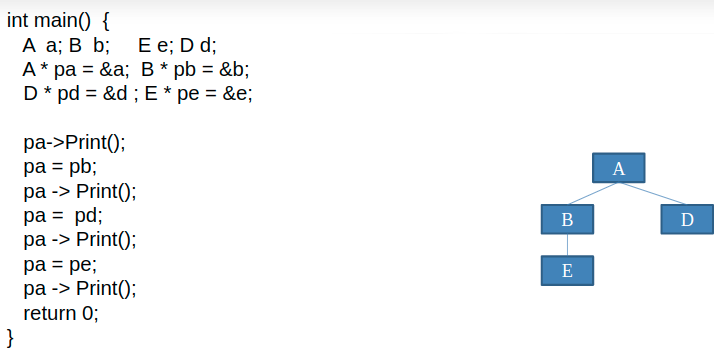 int main() {
A a; B b; E e; D d;
A * pa = &a; B * pb = &b;
D * pd = &d ; E * pe = &e;
pa->Print();
pa = pb;
pa -> Print();
pa = pd;
pa -> Print();
pa = pe;
pa -> Print();
return 0;
}
A
B D
E